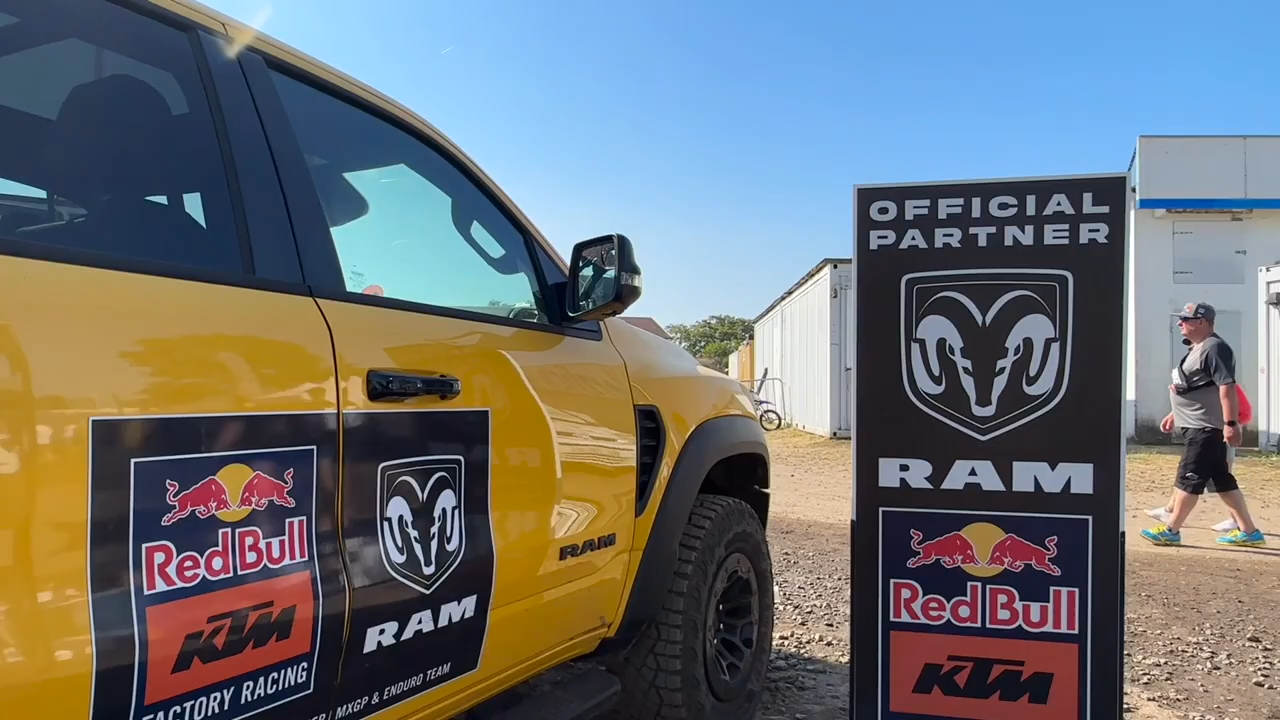 Red Bull
KTM
FACTORY RACING
RAM
MXGP & ENDURO TEAM
RAM
OFFICIAL
PARTNER
RAM
Red Bull
KTM